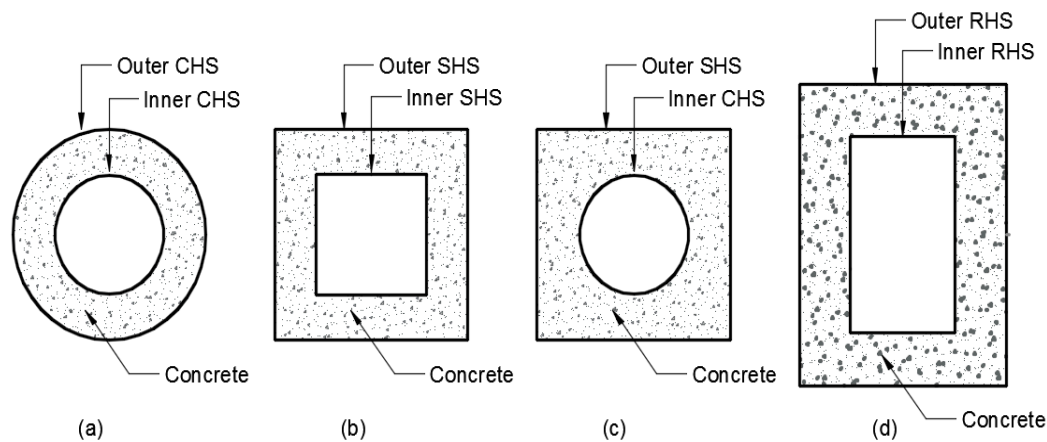 Outer CHS
Inner CHS
Concrete
(a)
Outer SHS
Inner SHS
Concrete
(b)
Outer SHS
Inner CHS
Concrete
(c)
Outer RHS
Inner RHS
Concrete
(d)